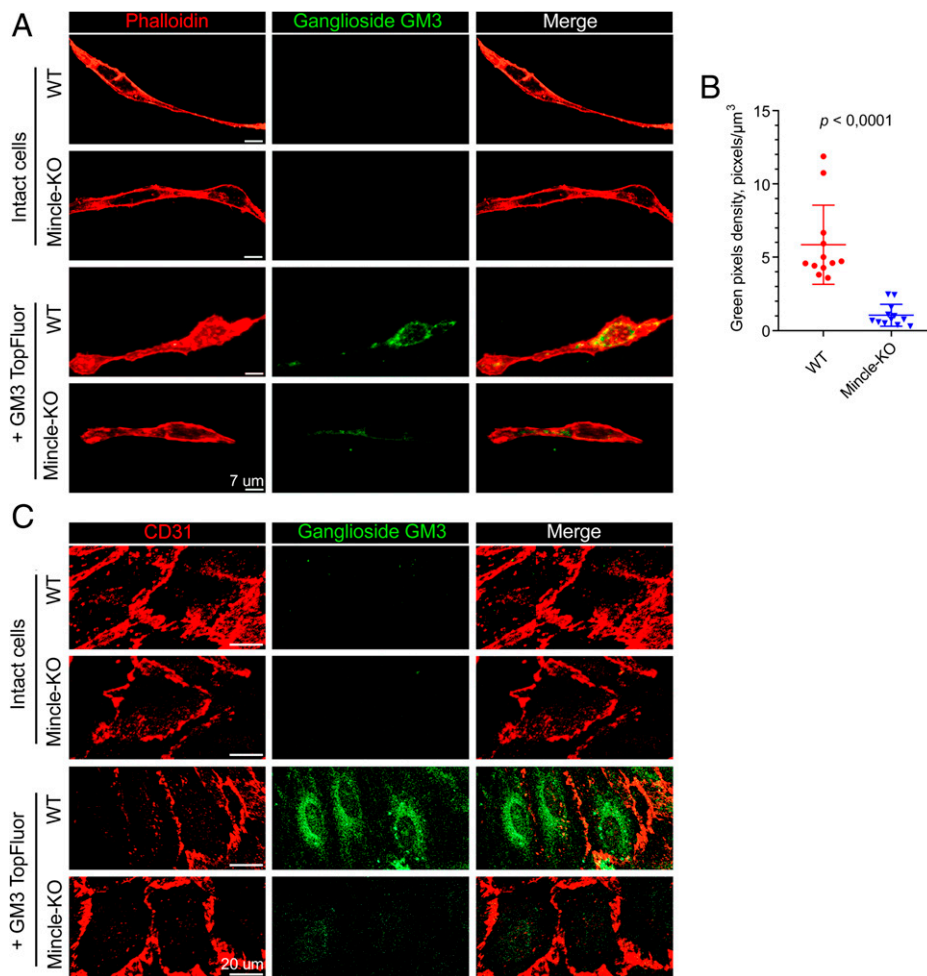 A
Phalloidin
Ganglioside GM3
Merge
Intact cells
WT
Mincle-KO
+ GM3 TopFluor
WT
Mincle-KO
7 um
B
Green pixels density, picxels/μm³
p < 0,0001
15
10
5
0
WT
Mincle-KO
C
CD31
Ganglioside GM3
Merge
Intact cells
WT
Mincle-KO
+ GM3 TopFluor
WT
Mincle-KO
20 um